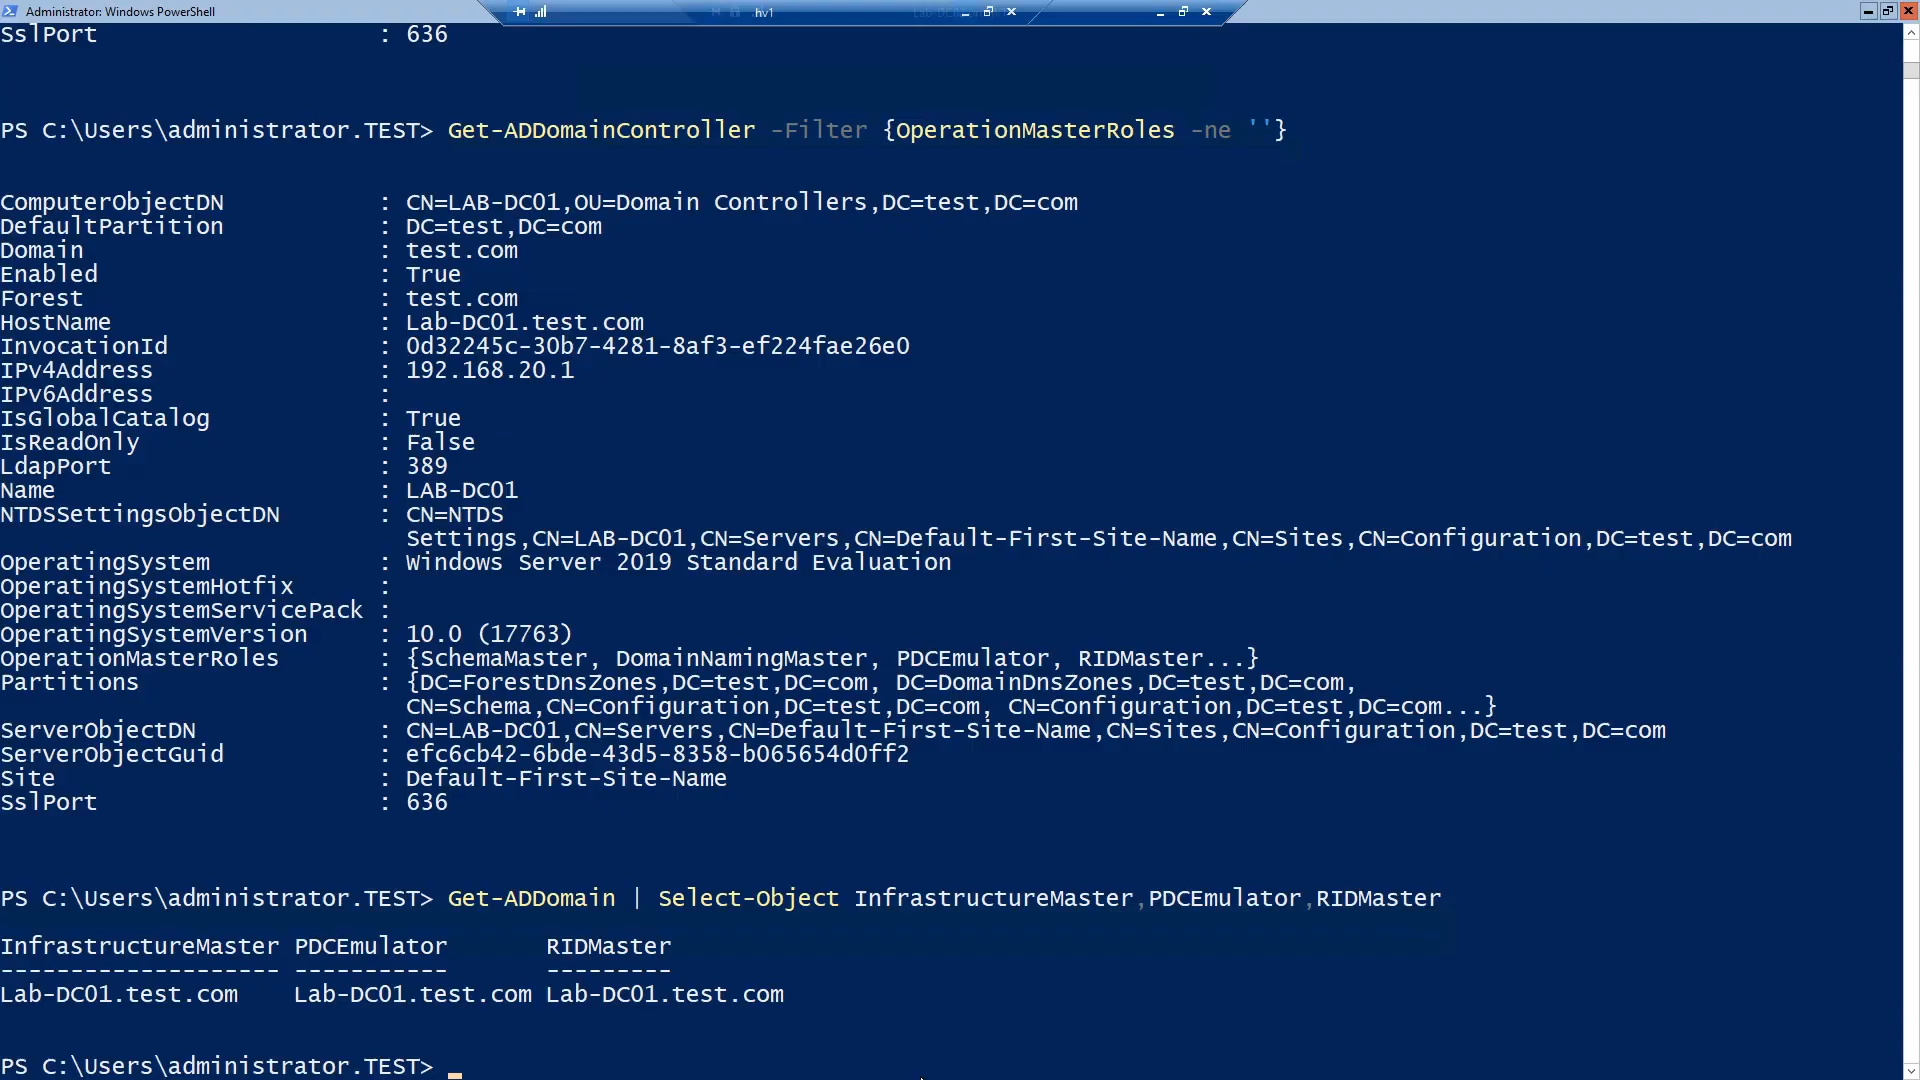 Administrator: Windows PowerShell
hv1
SslPort : 636
PS C:\Users\administrator.TEST> Get-ADDomainController -Filter {OperationMasterRoles -ne ''}
ComputerObjectDN : CN=LAB-DC01,OU=Domain Controllers,DC=test,DC=com
DefaultPartition : DC=test,DC=com
Domain : test.com
Enabled : True
Forest : test.com
HostName : Lab-DC01.test.com
InvocationId : 0d32245c-30b7-4281-8af3-ef224fae26e0
IPv4Address : 192.168.20.1
IPv6Address :
IsGlobalCatalog : True
IsReadOnly : False
LdapPort : 389
Name : LAB-DC01
NTDSSettingsObjectDN : CN=NTDS
Settings,CN=LAB-DC01,CN=Servers,CN=Default-First-Site-Name,CN=Sites,CN=Configuration,DC=test,DC=com
OperatingSystem : Windows Server 2019 Standard Evaluation
OperatingSystemHotfix :
OperatingSystemServicePack :
OperatingSystemVersion : 10.0 (17763)
OperationMasterRoles : {SchemaMaster, DomainNamingMaster, PDCEmulator, RIDMaster...}
Partitions : {DC=ForestDnsZones,DC=test,DC=com, DC=DomainDnsZones,DC=test,DC=com,
CN=Schema,CN=Configuration,DC=test,DC=com, CN=Configuration,DC=test,DC=com...}
ServerObjectDN : CN=LAB-DC01,CN=Servers,CN=Default-First-Site-Name,CN=Sites,CN=Configuration,DC=test,DC=com
ServerObjectGuid : efc6cb42-6bde-43d5-8358-b065654d0ff2
Site : Default-First-Site-Name
SslPort : 636
PS C:\Users\administrator.TEST> Get-ADDomain | Select-Object InfrastructureMaster,PDCEmulator,RIDMaster
InfrastructureMaster PDCEmulator RIDMaster
-------------------- ----------- ---------
Lab-DC01.test.com Lab-DC01.test.com Lab-DC01.test.com
PS C:\Users\administrator.TEST>